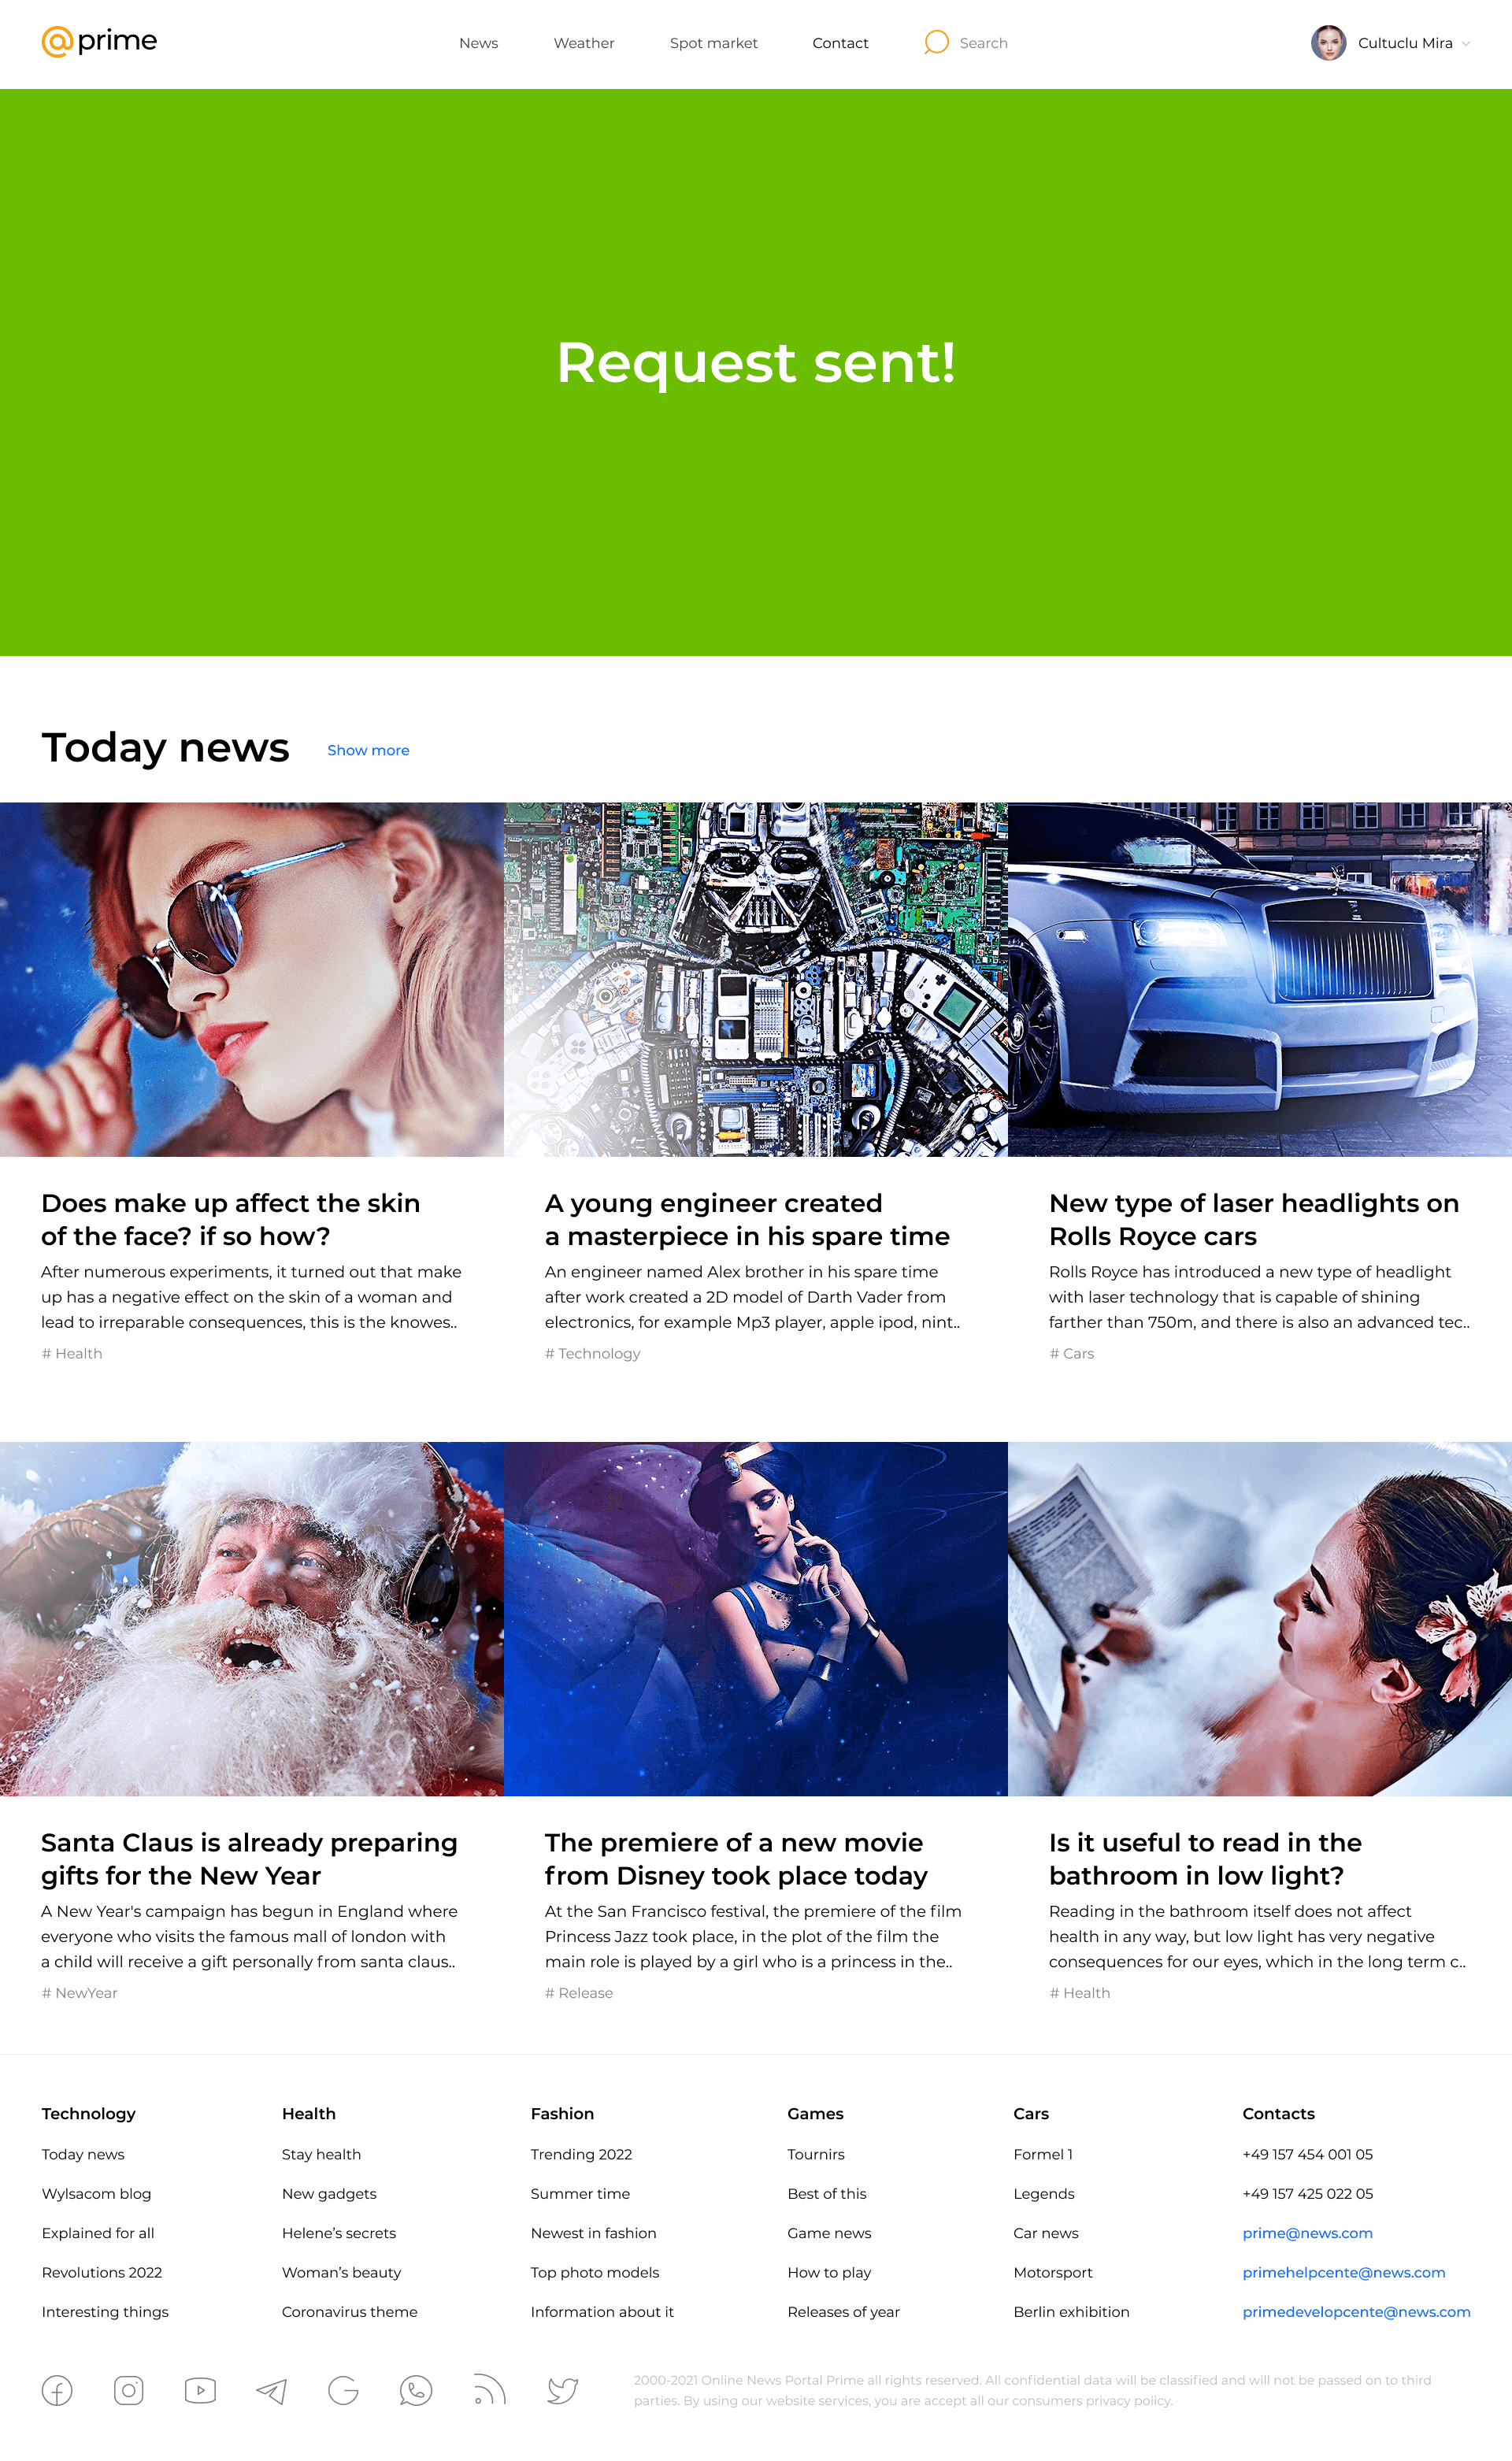 @prime
News Weather Spot market Contact Search Cultuclu Mira
Request sent!
Today news Show more
Does make up affect the skin
of the face? if so how?
After numerous experiments, it turned out that make
up has a negative effect on the skin of a woman and
lead to irreparable consequences, this is the knowes..
# Health
A young engineer created
a masterpiece in his spare time
An engineer named Alex brother in his spare time
after work created a 2D model of Darth Vader from
electronics, for example Mp3 player, apple ipod, nint..
# Technology
New type of laser headlights on
Rolls Royce cars
Rolls Royce has introduced a new type of headlight
with laser technology that is capable of shining
farther than 750m, and there is also an advanced tec..
# Cars
Santa Claus is already preparing
gifts for the New Year
A New Year's campaign has begun in England where
everyone who visits the famous mall of london with
a child will receive a gift personally from santa claus..
# NewYear
The premiere of a new movie
from Disney took place today
At the San Francisco festival, the premiere of the film
Princess Jazz took place, in the plot of the film the
main role is played by a girl who is a princess in the..
# Release
Is it useful to read in the
bathroom in low light?
Reading in the bathroom itself does not affect
health in any way, but low light has very negative
consequences for our eyes, which in the long term c..
# Health
Technology
Today news
Wylsacom blog
Explained for all
Revolutions 2022
Interesting things
Health
Stay health
New gadgets
Helene's secrets
Woman's beauty
Coronavirus theme
Fashion
Trending 2022
Summer time
Newest in fashion
Top photo models
Information about it
Games
Tournirs
Best of this
Game news
How to play
Releases of year
Cars
Formel 1
Legends
Car news
Motorsport
Berlin exhibition
Contacts
+49 157 454 001 05
+49 157 425 022 05
prime@news.com
primehelpcente@news.com
primedevelopcente@news.com
2000-2021 Online News Portal Prime all rights reserved. All confidential data will be classified and will not be passed on to third
parties. By using our website services, you are accept all our consumers privacy policy.